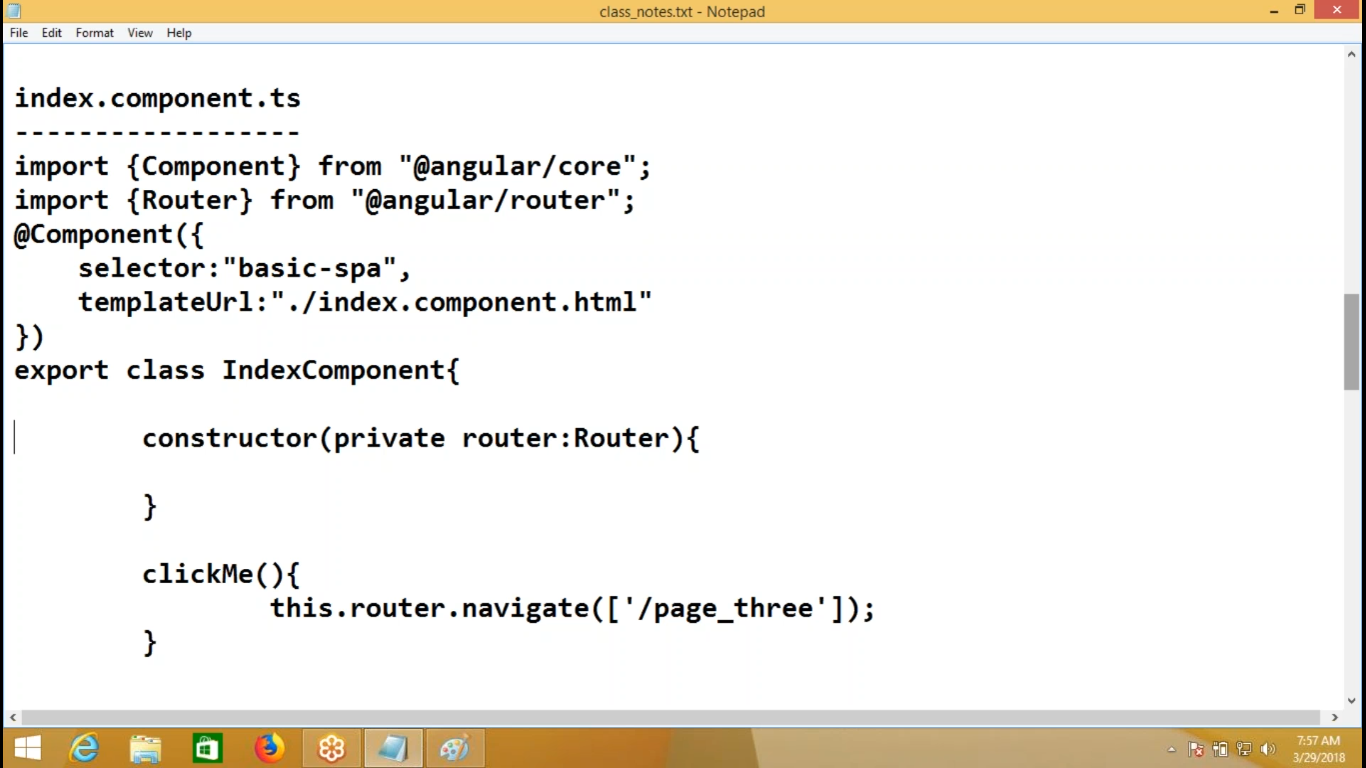 class_notes.txt - Notepad
File Edit Format View Help
index.component.ts
------------------
import {Component} from "@angular/core";
import {Router} from "@angular/router";
@Component({
    selector:"basic-spa",
    templateUrl:"./index.component.html"
})
export class IndexComponent{
        constructor(private router:Router){
        }
        clickMe(){
                this.router.navigate(['/page_three']);
        }
7:57 AM
3/29/2018